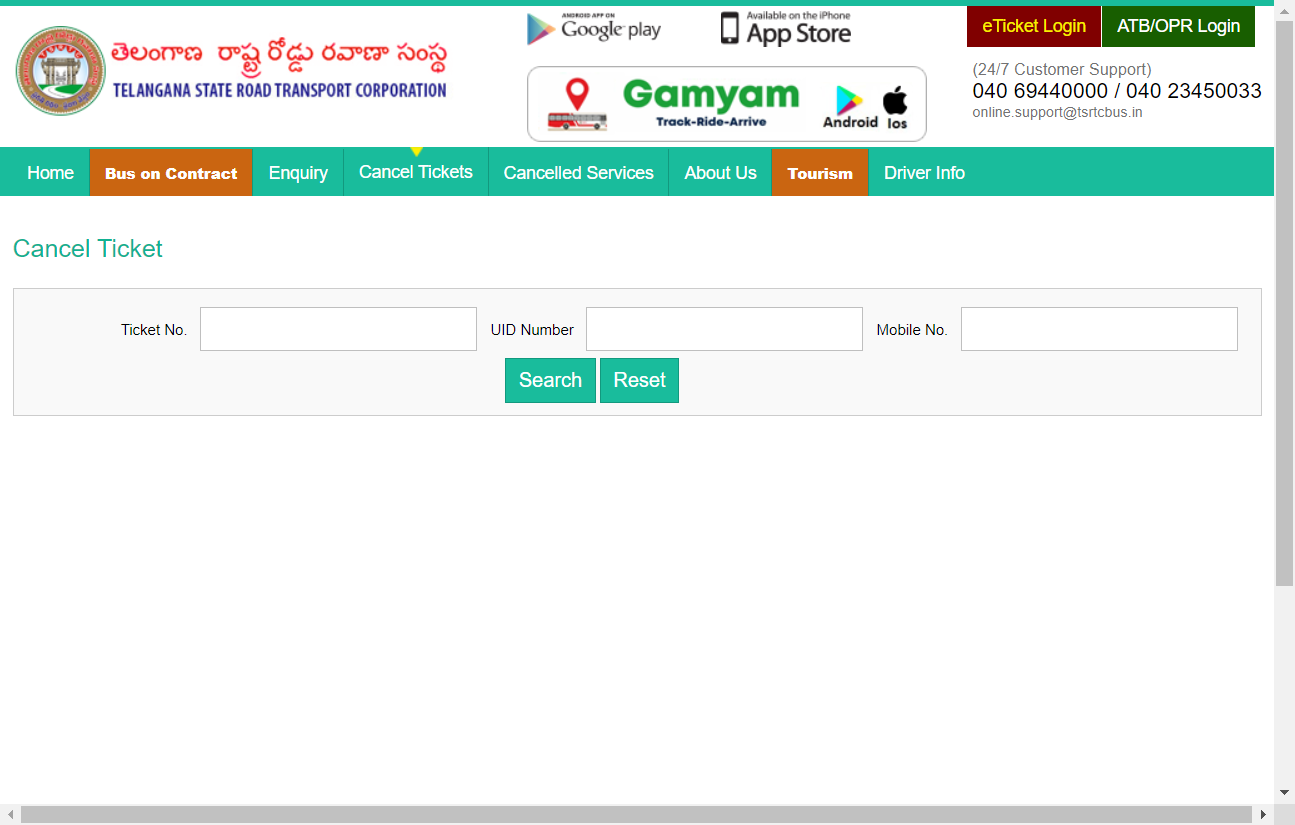 తెలంగాణ రాష్ట్ర రోడ్డు రవాణా సంస్థ
TELANGANA STATE ROAD TRANSPORT CORPORATION
ANDROID APP ON
Google play
Available on the iPhone
App Store
Gamyam
Track-Ride-Arrive
Android Ios
eTicket Login
ATB/OPR Login
(24/7 Customer Support)
040 69440000 / 040 23450033
online.support@tsrtcbus.in
Home
Bus on Contract
Enquiry
Cancel Tickets
Cancelled Services
About Us
Tourism
Driver Info
Cancel Ticket
Ticket No.
UID Number
Mobile No.
Search
Reset